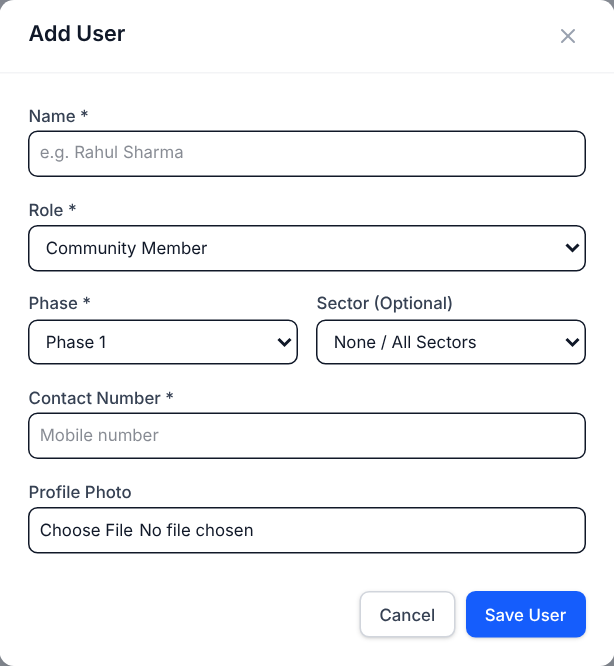 Add User
Name *
e.g. Rahul Sharma
Role *
Community Member
Phase *
Sector (Optional)
Phase 1
None / All Sectors
Contact Number *
Mobile number
Profile Photo
Choose File No file chosen
Cancel
Save User